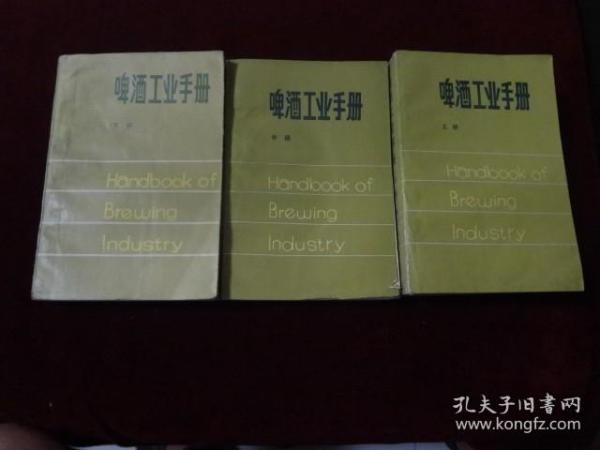 啤酒工业手册
下册
Handbook of
Brewing
Industry
啤酒工业手册
中册
Handbook of
Brewing
Industry
啤酒工业手册
上册
Handbook of
Brewing
Industry
孔夫子旧书网
www.kongfz.com